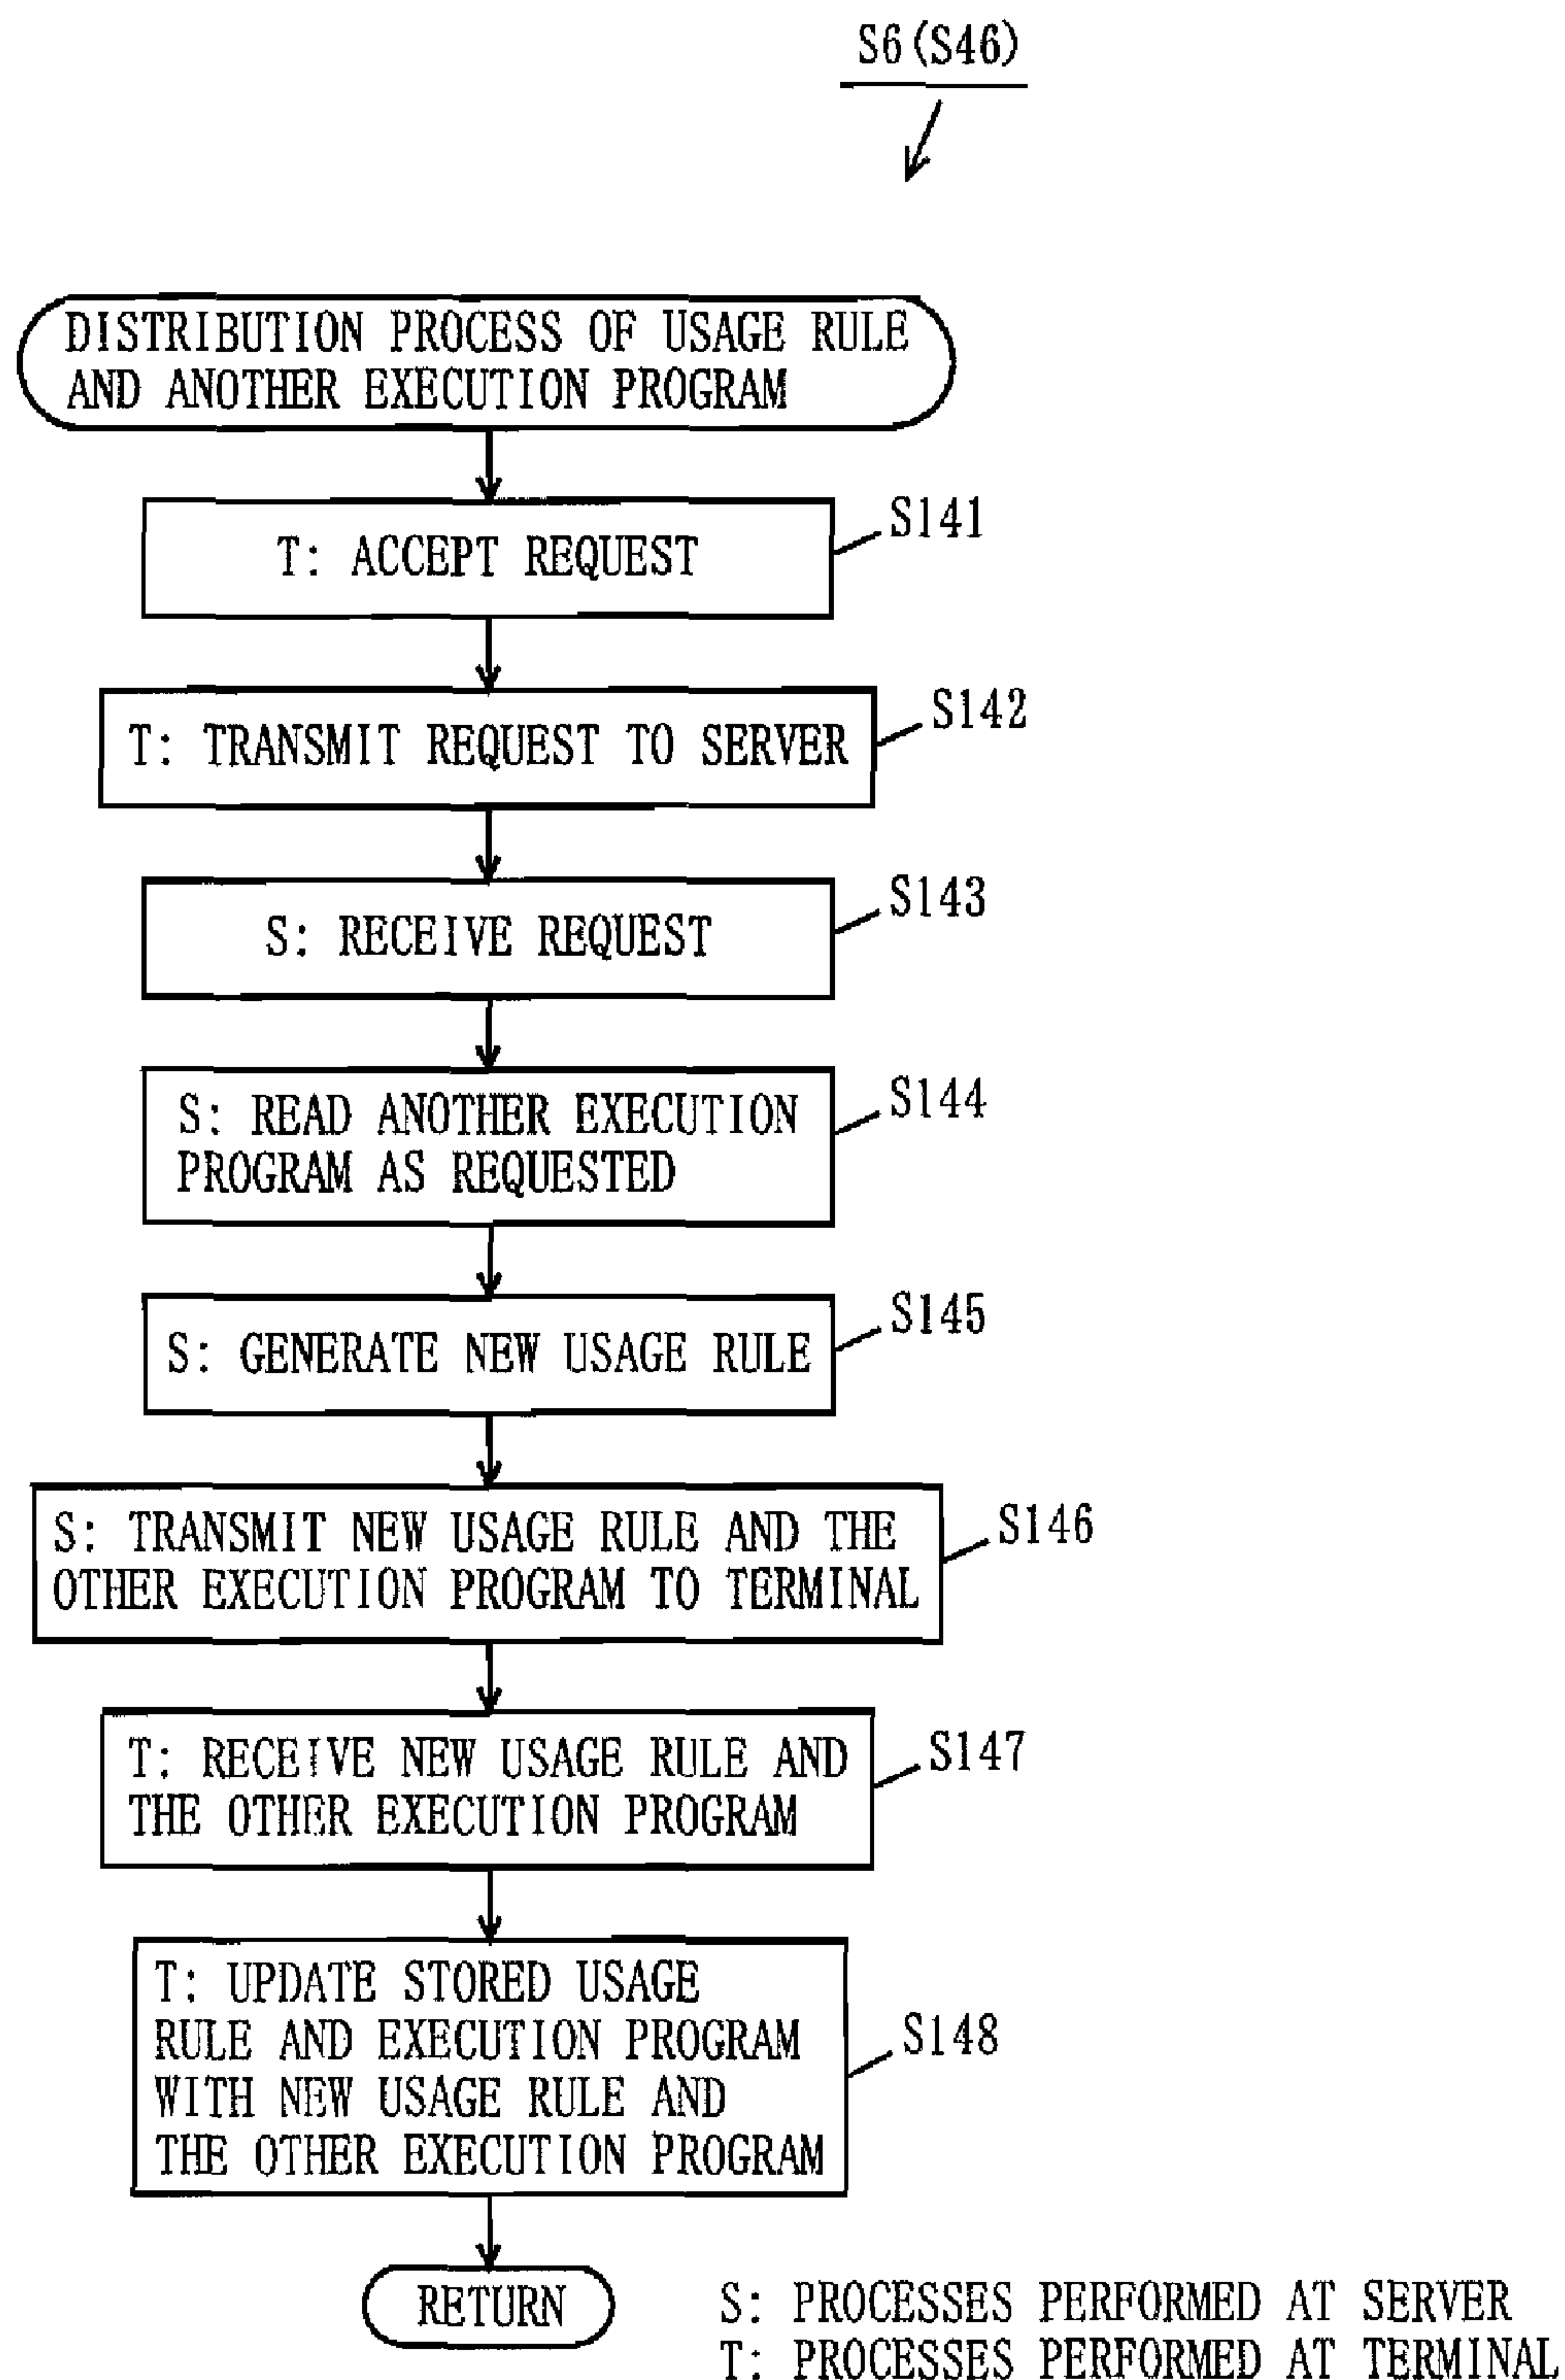 S6(S46)
DISTRIBUTION PROCESS OF USAGE RULE
AND ANOTHER EXECUTION PROGRAM
S141
T: ACCEPT REQUEST
S142
T: TRANSMIT REQUEST TO SERVER
S143
S: RECEIVE REQUEST
S144
S: READ ANOTHER EXECUTION
PROGRAM AS REQUESTED
S145
S: GENERATE NEW USAGE RULE
S146
S: TRANSMIT NEW USAGE RULE AND THE
OTHER EXECUTION PROGRAM TO TERMINAL
S147
T: RECEIVE NEW USAGE RULE AND
THE OTHER EXECUTION PROGRAM
S148
T: UPDATE STORED USAGE
RULE AND EXECUTION PROGRAM
WITH NEW USAGE RULE AND
THE OTHER EXECUTION PROGRAM
RETURN
S: PROCESSES PERFORMED AT SERVER
T: PROCESSES PERFORMED AT TERMINAL